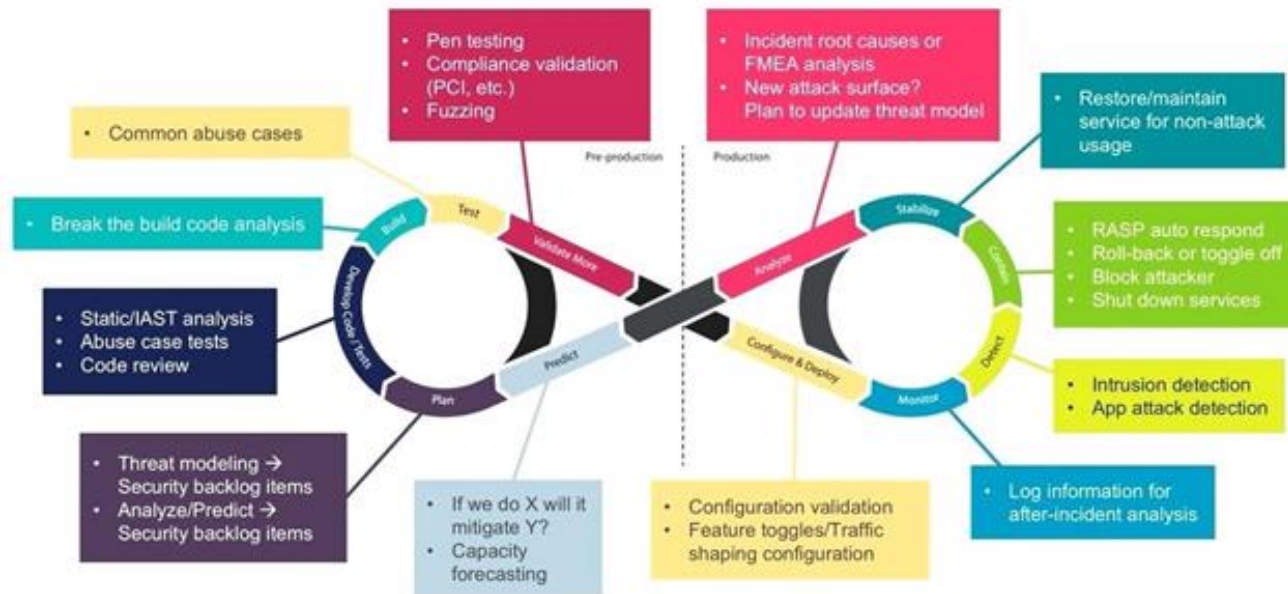 • Pen testing
• Compliance validation
(PCI, etc.)
• Fuzzing
• Incident root causes or
FMEA analysis
• New attack surface?
Plan to update threat model
• Restore/maintain
service for non-attack
usage
• Common abuse cases
Pre-production
Production
• Break the build code analysis
Build
Test
Validate More
Analyze
Stabilize
Contain
• RASP auto respond
• Roll-back or toggle off
• Block attacker
• Shut down services
• Static/IAST analysis
• Abuse case tests
• Code review
Develop Code / Tests
Plan
Predict
Configure & Deploy
Monitor
Detect
• Intrusion detection
• App attack detection
• Threat modeling →
Security backlog items
• Analyze/Predict →
Security backlog items
• If we do X will it
mitigate Y?
• Capacity
forecasting
• Configuration validation
• Feature toggles/Traffic
shaping configuration
• Log information for
after-incident analysis